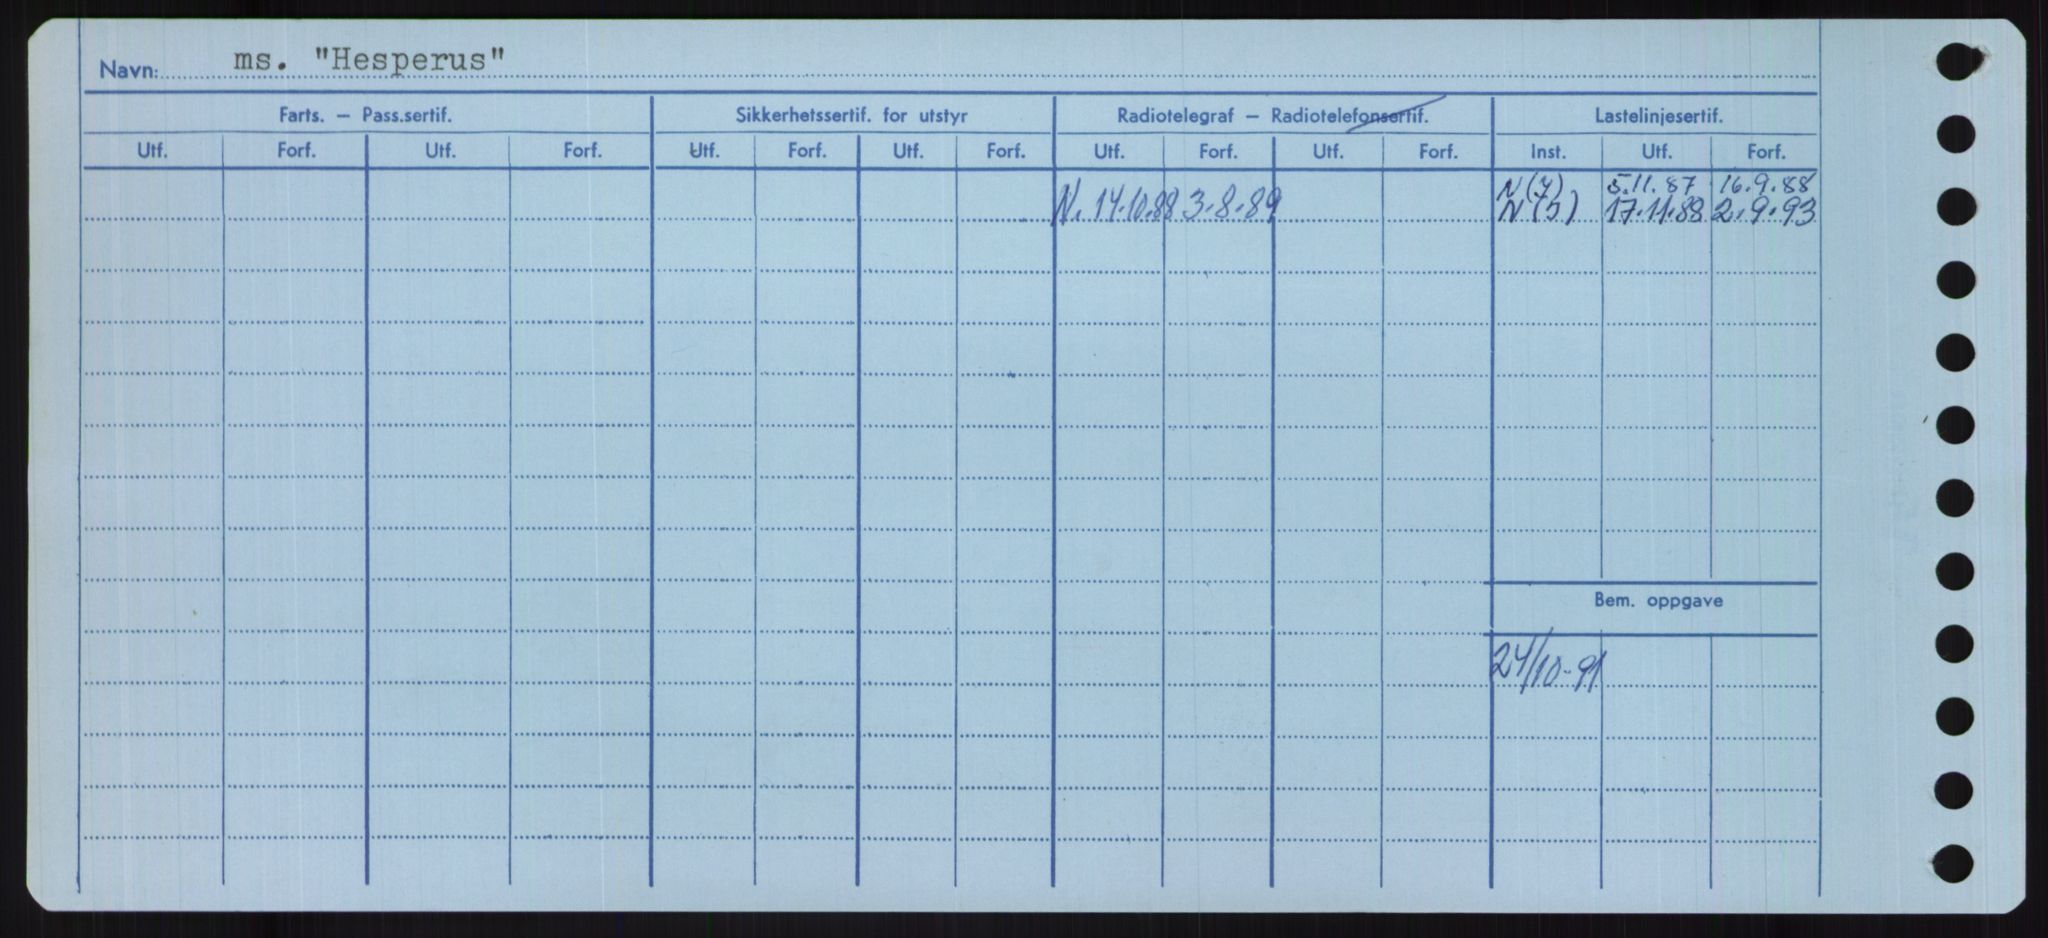 Navn: ms. "Hesperus"
Farts. — Pass.sertif. Sikkerhetssertif. for utstyr Radiotelegraf — Radiotelefonsertif. Lastelinjesertif.
Utf. Forf. Utf. Forf. Utf. Forf. Utf. Forf. Utf. Forf. Utf. Forf. Inst. Utf. Forf.
N(7) 5.11.87 16.9.88
N. 14.10.88 3.8.89 N(5) 17.11.88 2.9.93
Bem. oppgave
24/10-91